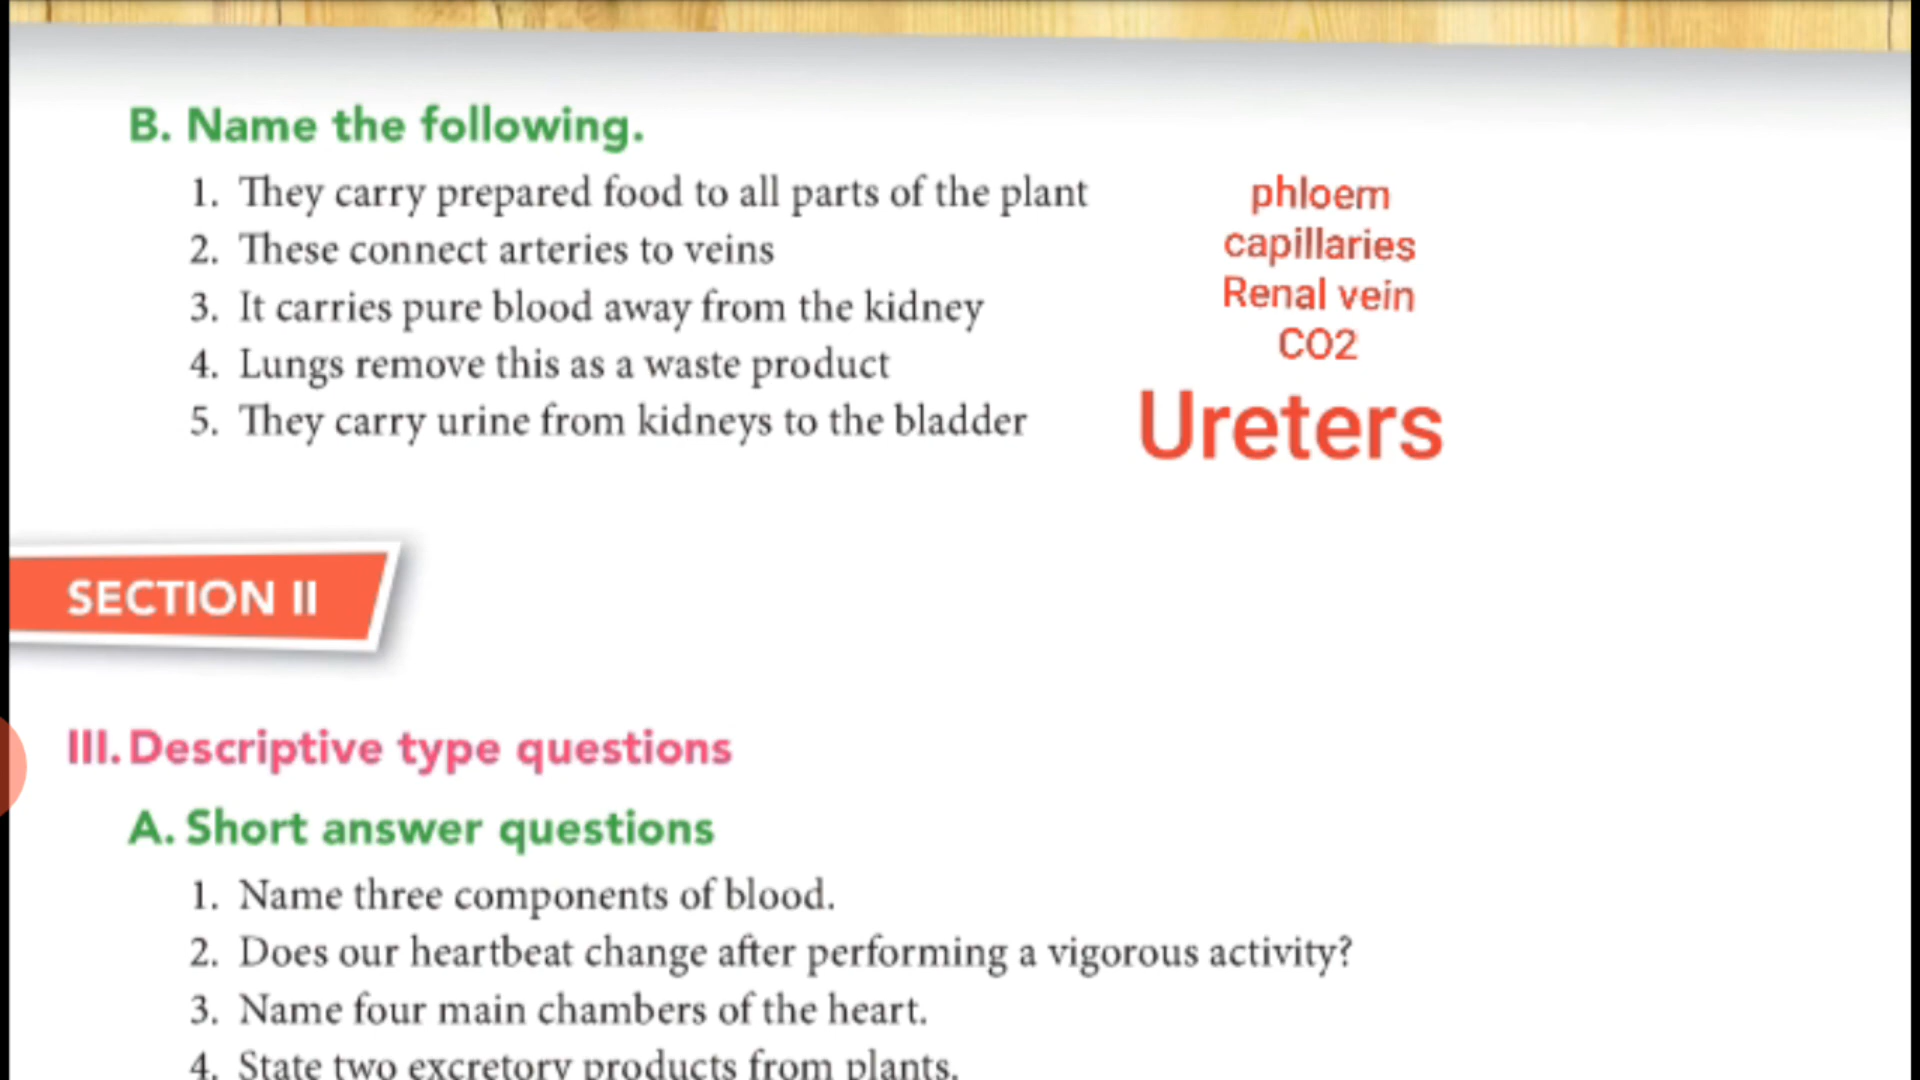 B. Name the following.
1. They carry prepared food to all parts of the plant phloem
2. These connect arteries to veins capillaries
3. It carries pure blood away from the kidney Renal vein
4. Lungs remove this as a waste product CO2
5. They carry urine from kidneys to the bladder Ureters
SECTION II
III. Descriptive type questions
A. Short answer questions
1. Name three components of blood.
2. Does our heartbeat change after performing a vigorous activity?
3. Name four main chambers of the heart.
4. State two excretory products from plants.